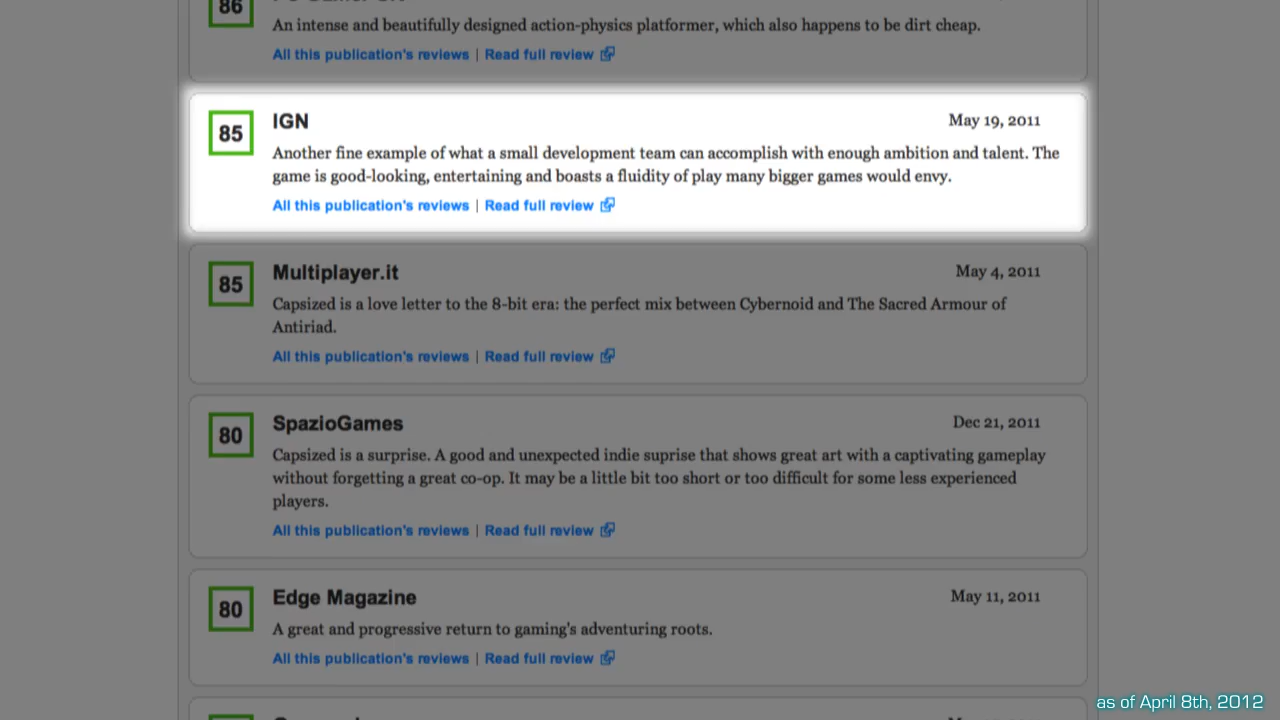 86
An intense and beautifully designed action-physics platformer, which also happens to be dirt cheap.
All this publication's reviews | Read full review
85
IGN
May 19, 2011
Another fine example of what a small development team can accomplish with enough ambition and talent. The
game is good-looking, entertaining and boasts a fluidity of play many bigger games would envy.
All this publication's reviews | Read full review
85
Multiplayer.it
May 4, 2011
Capsized is a love letter to the 8-bit era: the perfect mix between Cybernoid and The Sacred Armour of
Antiriad.
All this publication's reviews | Read full review
80
SpazioGames
Dec 21, 2011
Capsized is a surprise. A good and unexpected indie suprise that shows great art with a captivating gameplay
without forgetting a great co-op. It may be a little bit too short or too difficult for some less experienced
players.
All this publication's reviews | Read full review
80
Edge Magazine
May 11, 2011
A great and progressive return to gaming's adventuring roots.
All this publication's reviews | Read full review
as of April 8th, 2012